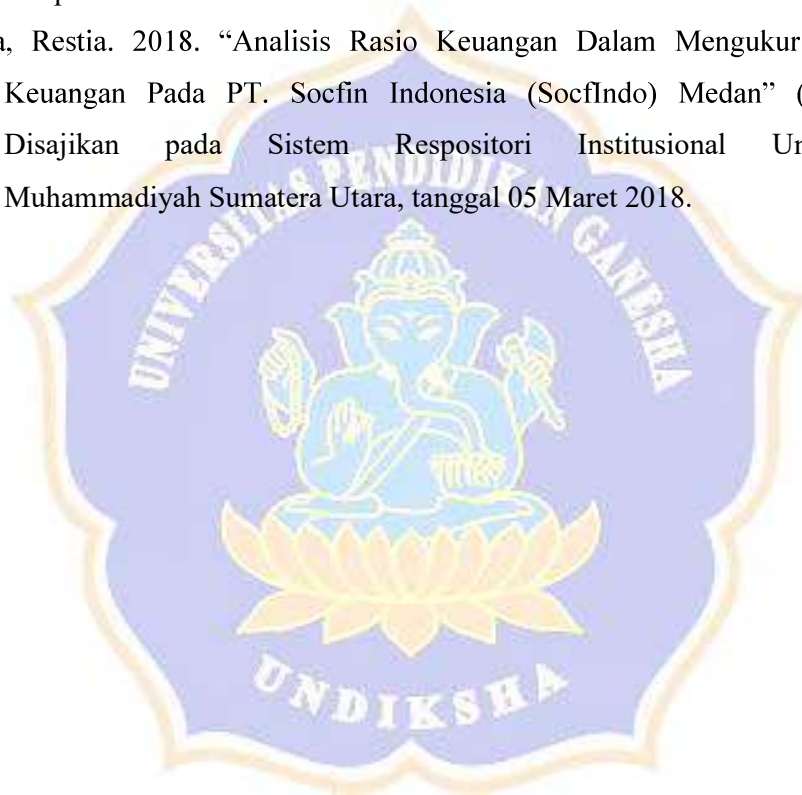 a, Restia. 2018. “Analisis Rasio Keuangan Dalam Mengukur
Keuangan Pada PT. Socfin Indonesia (SocfIndo) Medan” (
Disajikan pada Sistem Respositori Institusional Un
Muhammadiyah Sumatera Utara, tanggal 05 Maret 2018.
UNIVERSITAS PENDIDIKAN GANESHA
UNDIKSHA